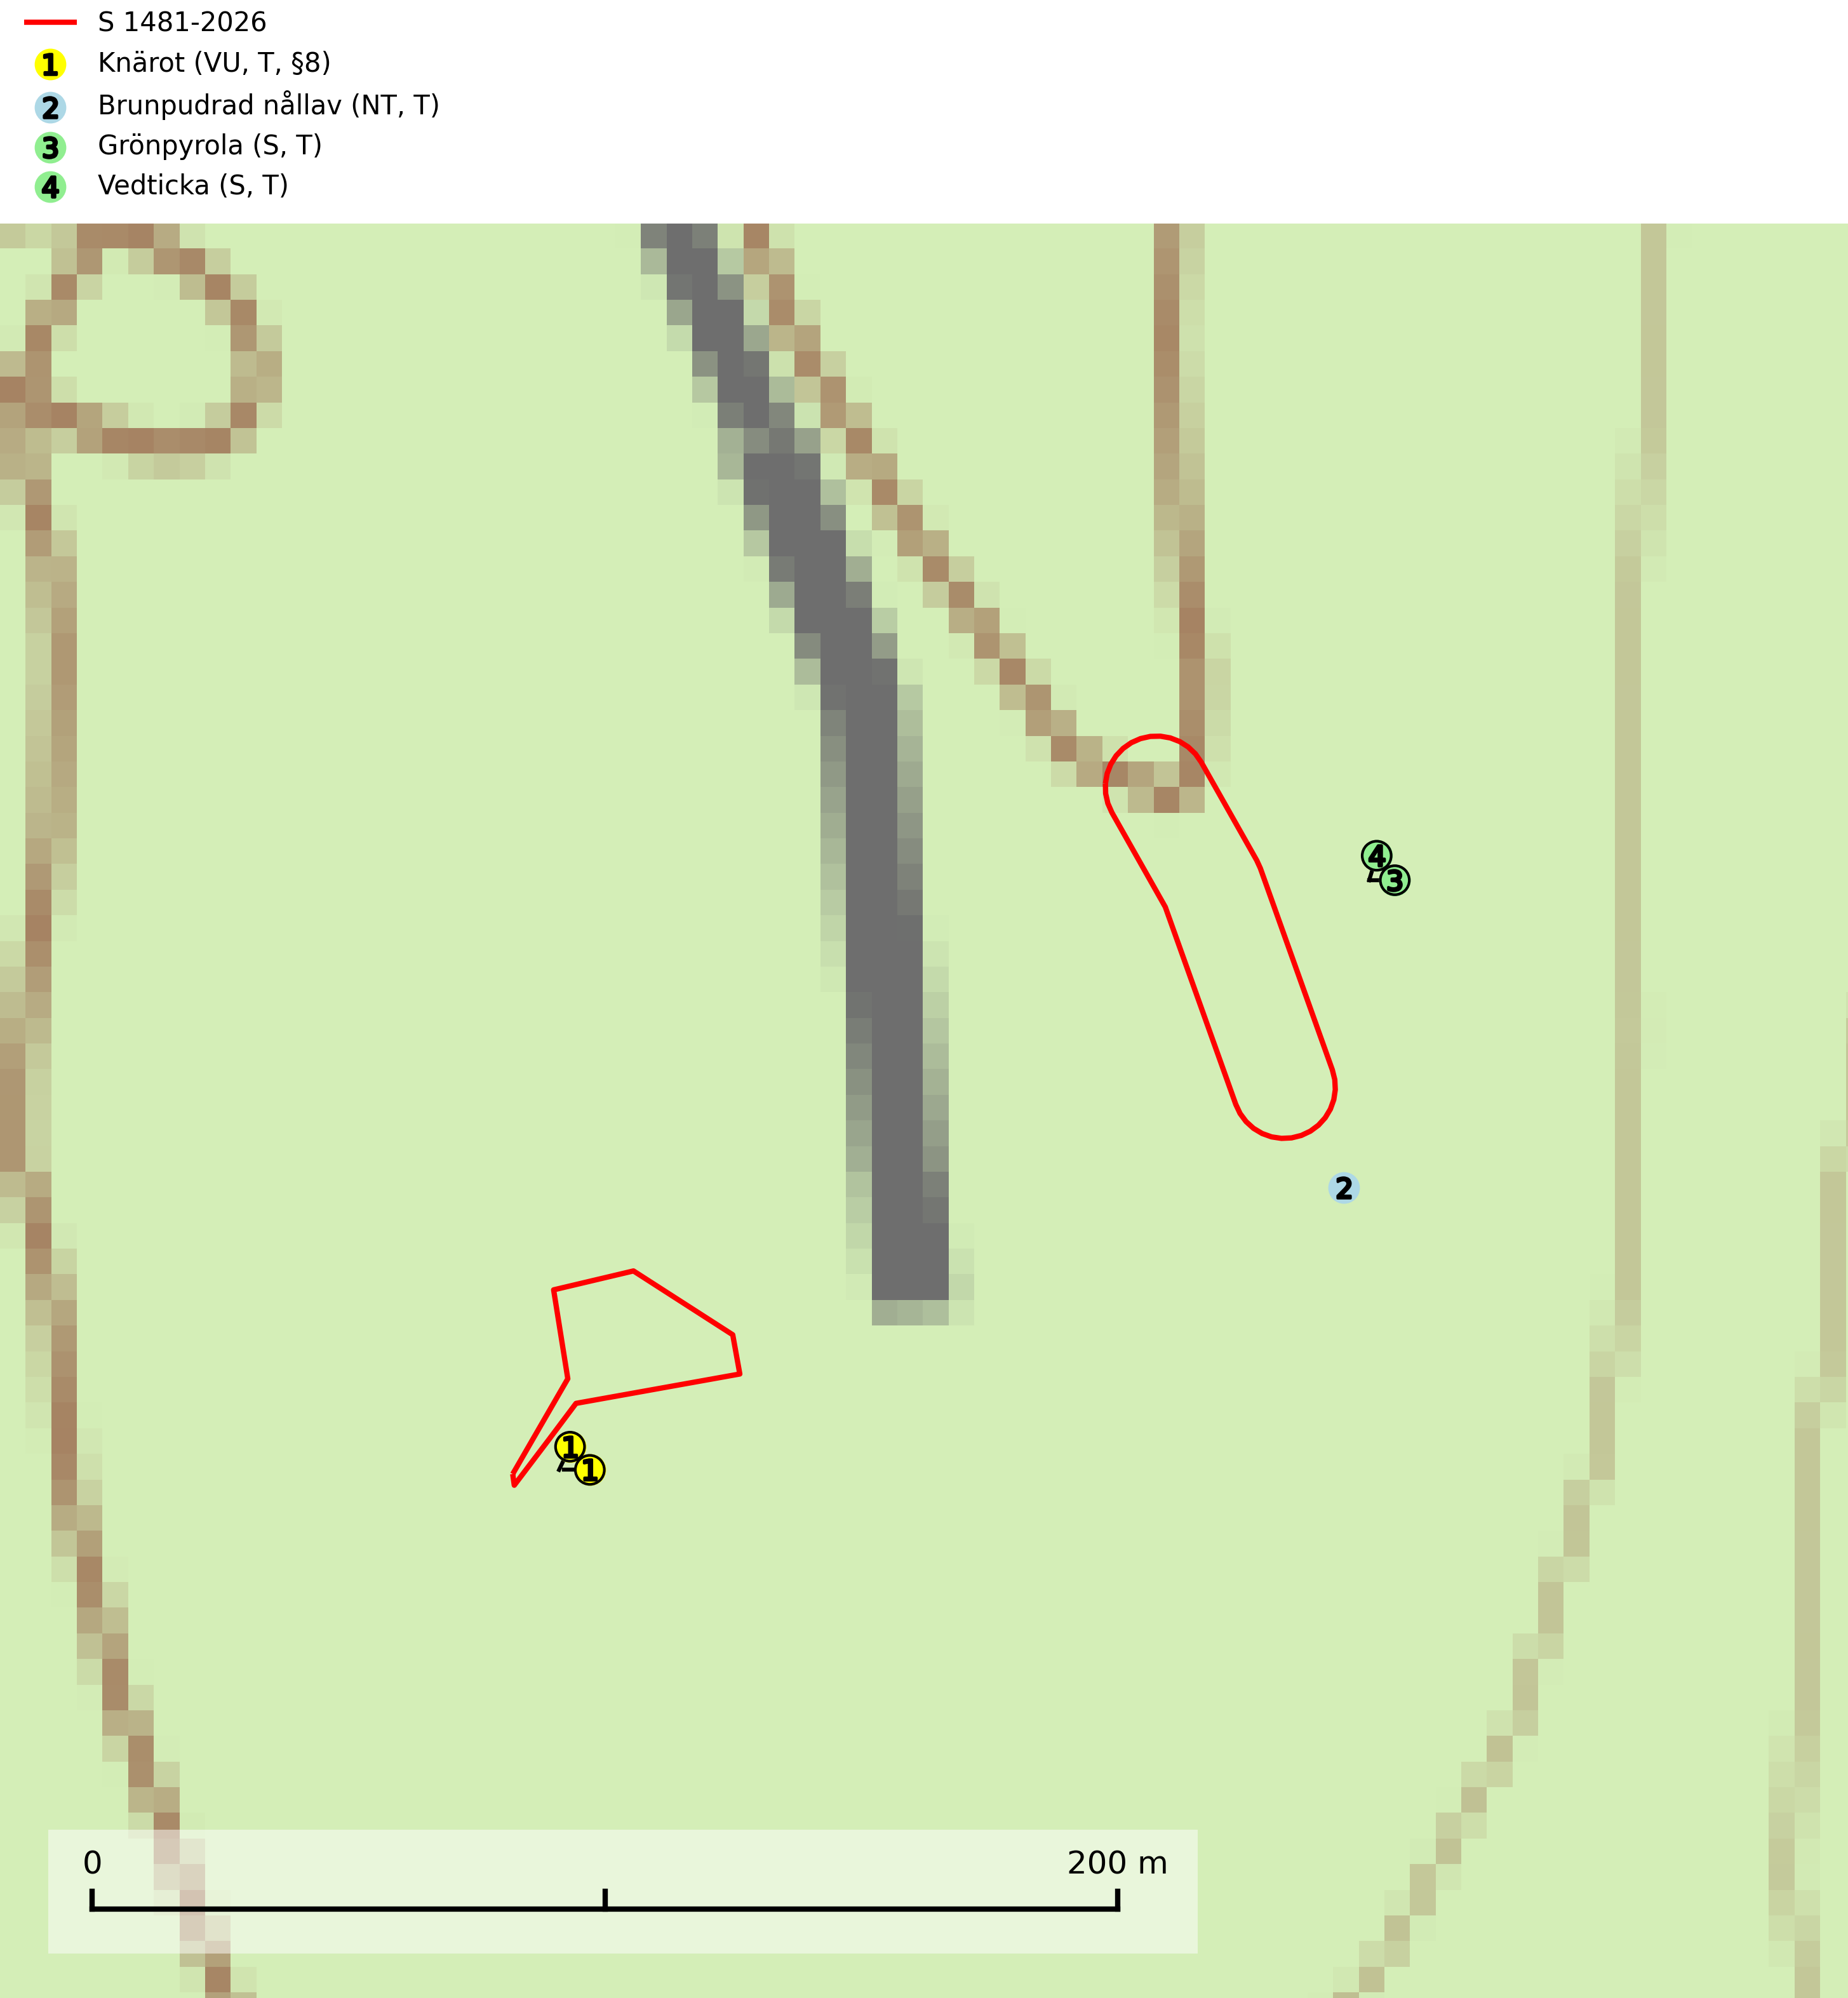 S 1481-2026
1 Knärot (VU, T, §8)
2 Brunpudrad nållav (NT, T)
3 Grönpyrola (S, T)
4 Vedticka (S, T)
4
3
2
1
1
0 200 m